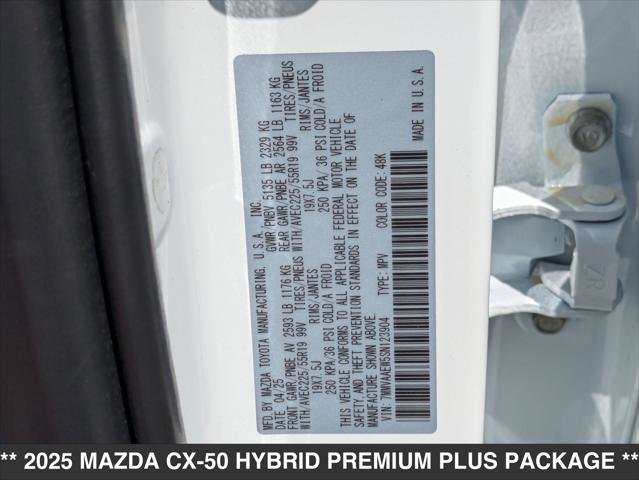 MFD. BY MAZDA TOYOTA MANUFACTURING, U.S.A., INC.
DATE 04/25 GVWR/PNBV 5135 LB 2329 KG
FRONT GAWR/PNBE AV 2593 LB 1176 KG REAR GAWR/PNBE AR 2564 LB 1163 KG
WITH/AVEC225/55R19 99V TIRES/PNEUS WITH/AVEC225/55R19 99V TIRES/PNEUS
19X7.5J RIMS/JANTES 19X7.5J RIMS/JANTES
250 KPA/36 PSI COLD/A FROID 250 KPA/ 36 PSI COLD/A FROID
THIS VEHICLE CONFORMS TO ALL APPLICABLE FEDERAL MOTOR VEHICLE
SAFETY, AND THEFT PREVENTION STANDARDS IN EFFECT ON THE DATE OF
MANUFACTURE SHOWN ABOVE.
VIN: 7MMVAAEW5SN123904 TYPE: MPV COLOR CODE: 48K
MADE IN U.S.A.
ZR
** 2025 MAZDA CX-50 HYBRID PREMIUM PLUS PACKAGE **